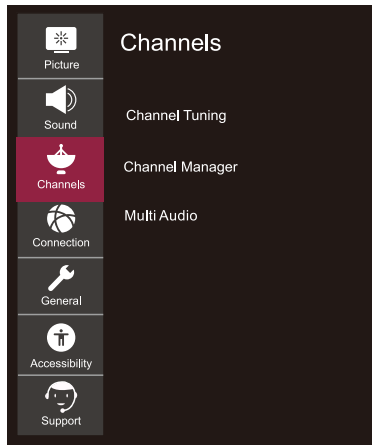 Picture
Sound
Channels
Connection
General
Accessibility
Support
Channels
Channel Tuning
Channel Manager
Multi Audio